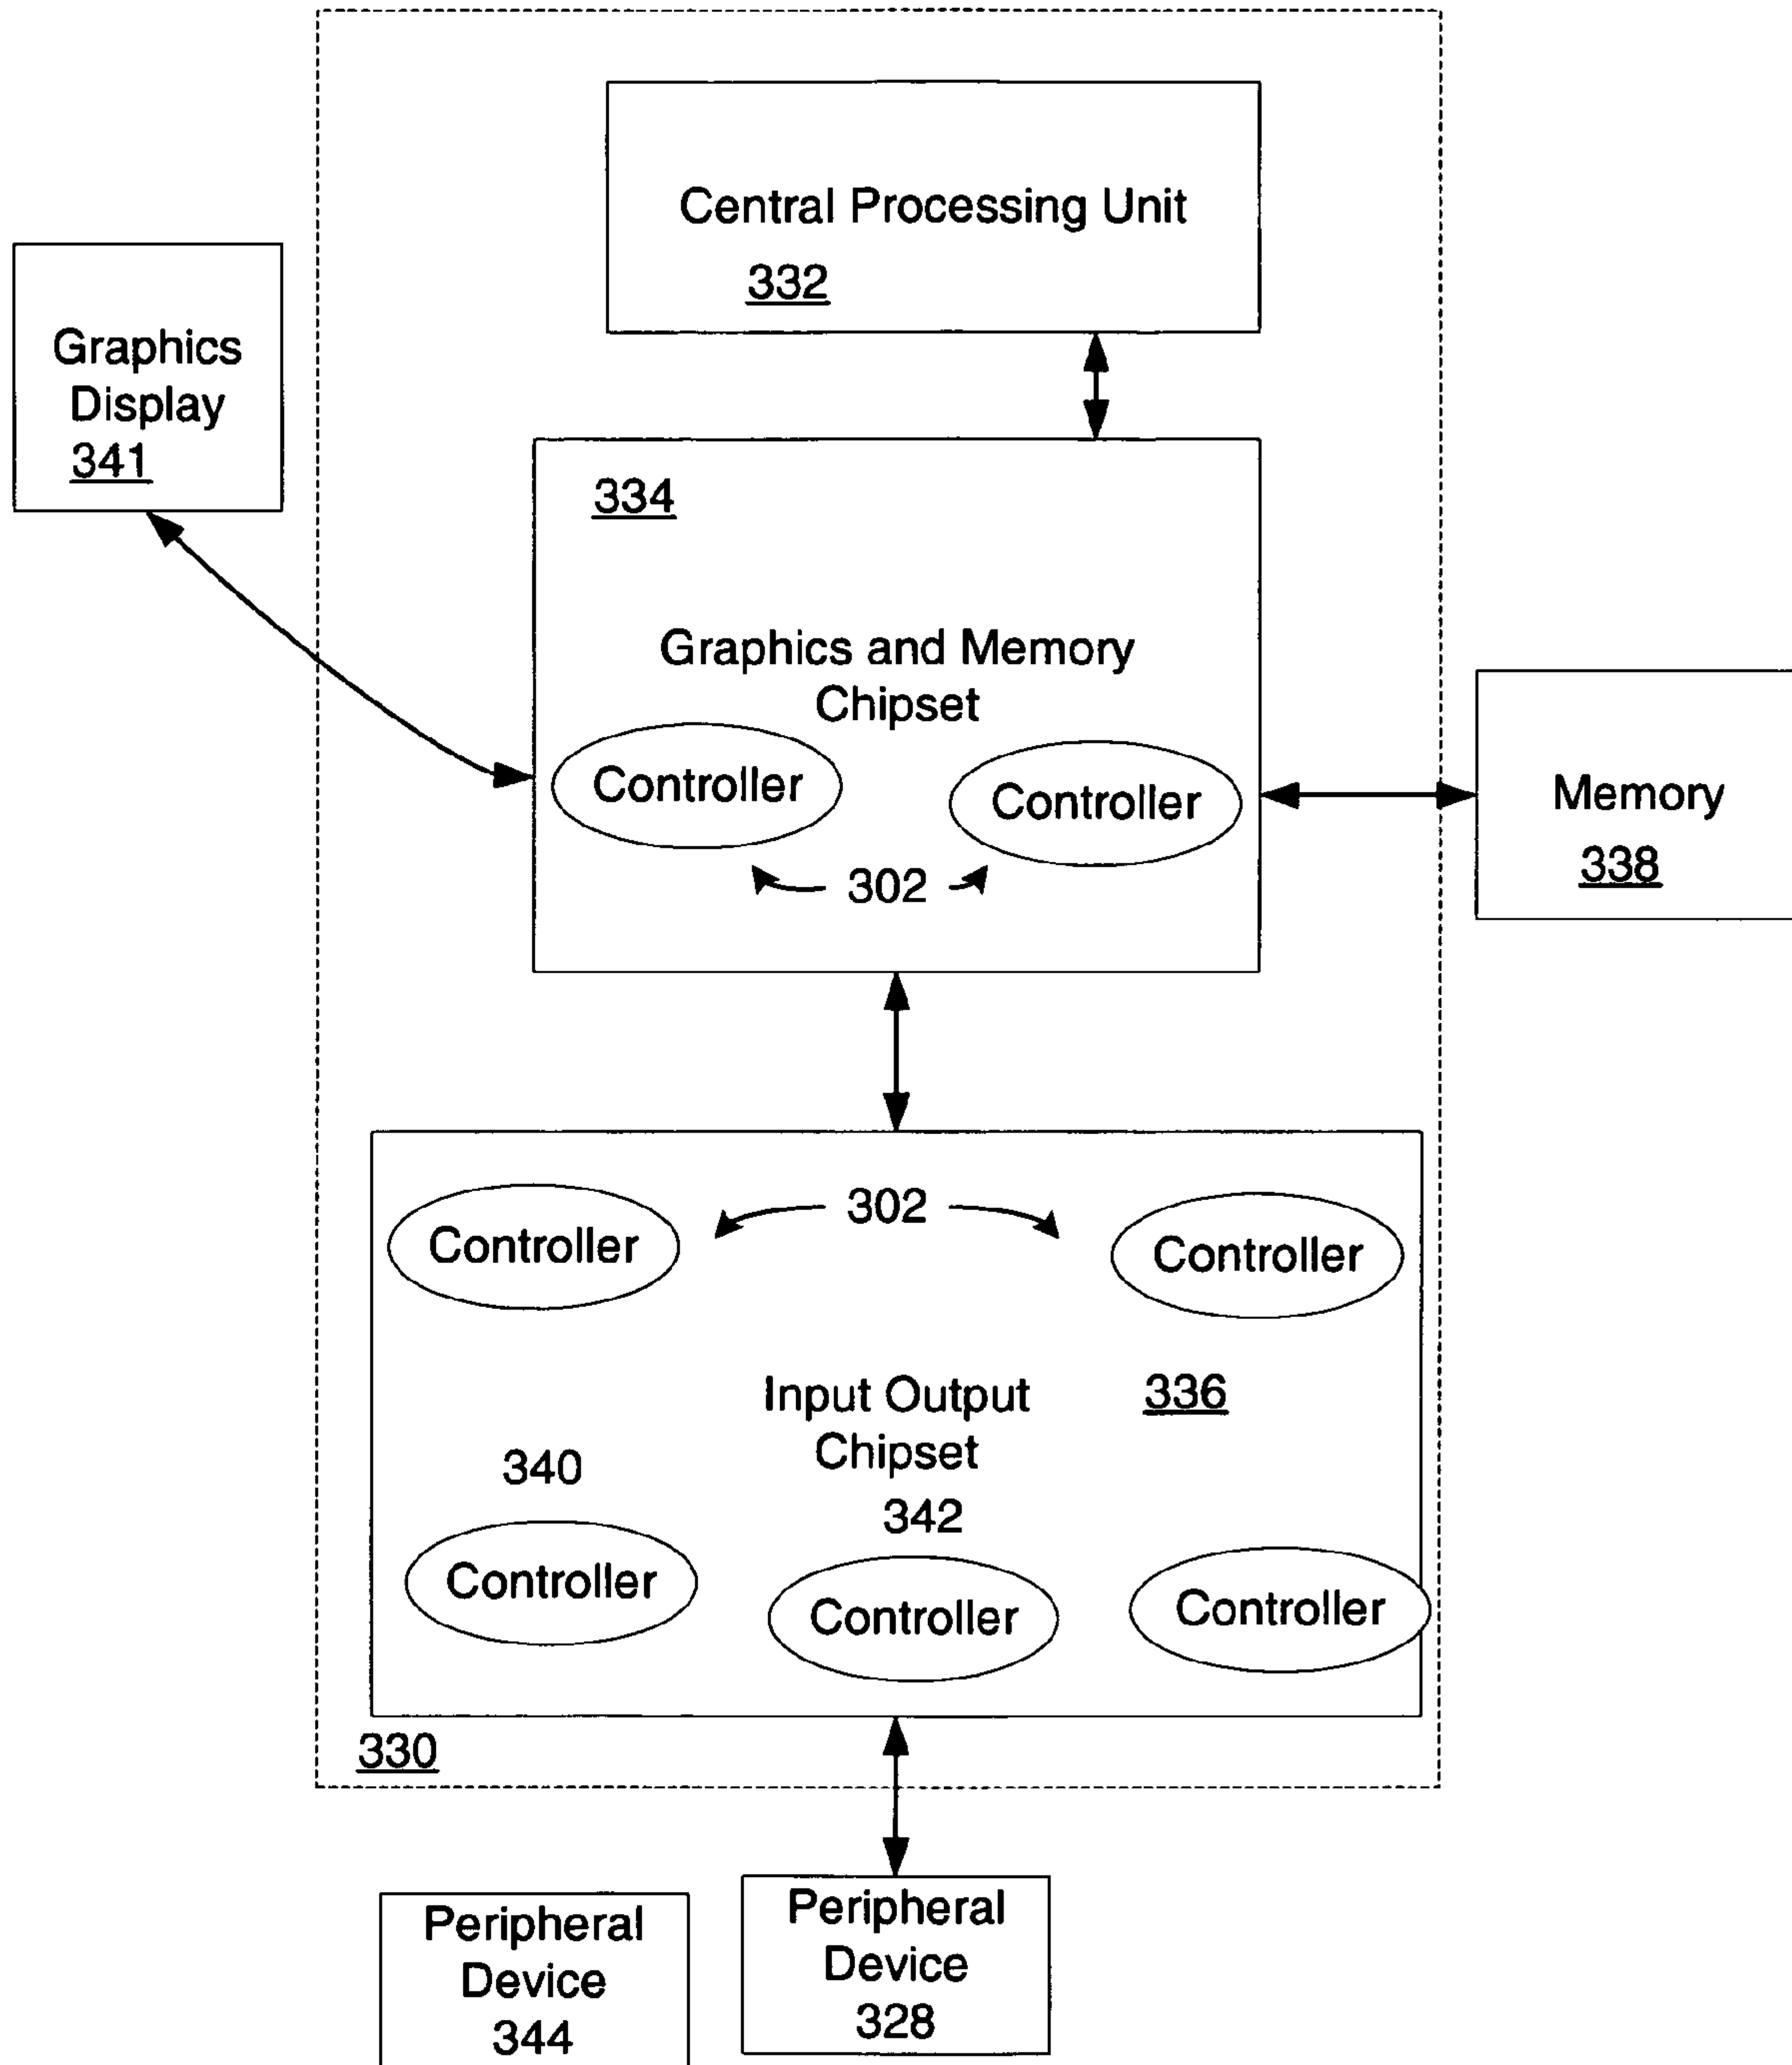 Central Processing Unit
332
Graphics
Display
341
334
Graphics and Memory
Chipset
Controller
Controller
302
Memory
338
302
Controller
Controller
Input Output
Chipset
336
340
342
Controller
Controller
Controller
330
Peripheral
Device
344
Peripheral
Device
328